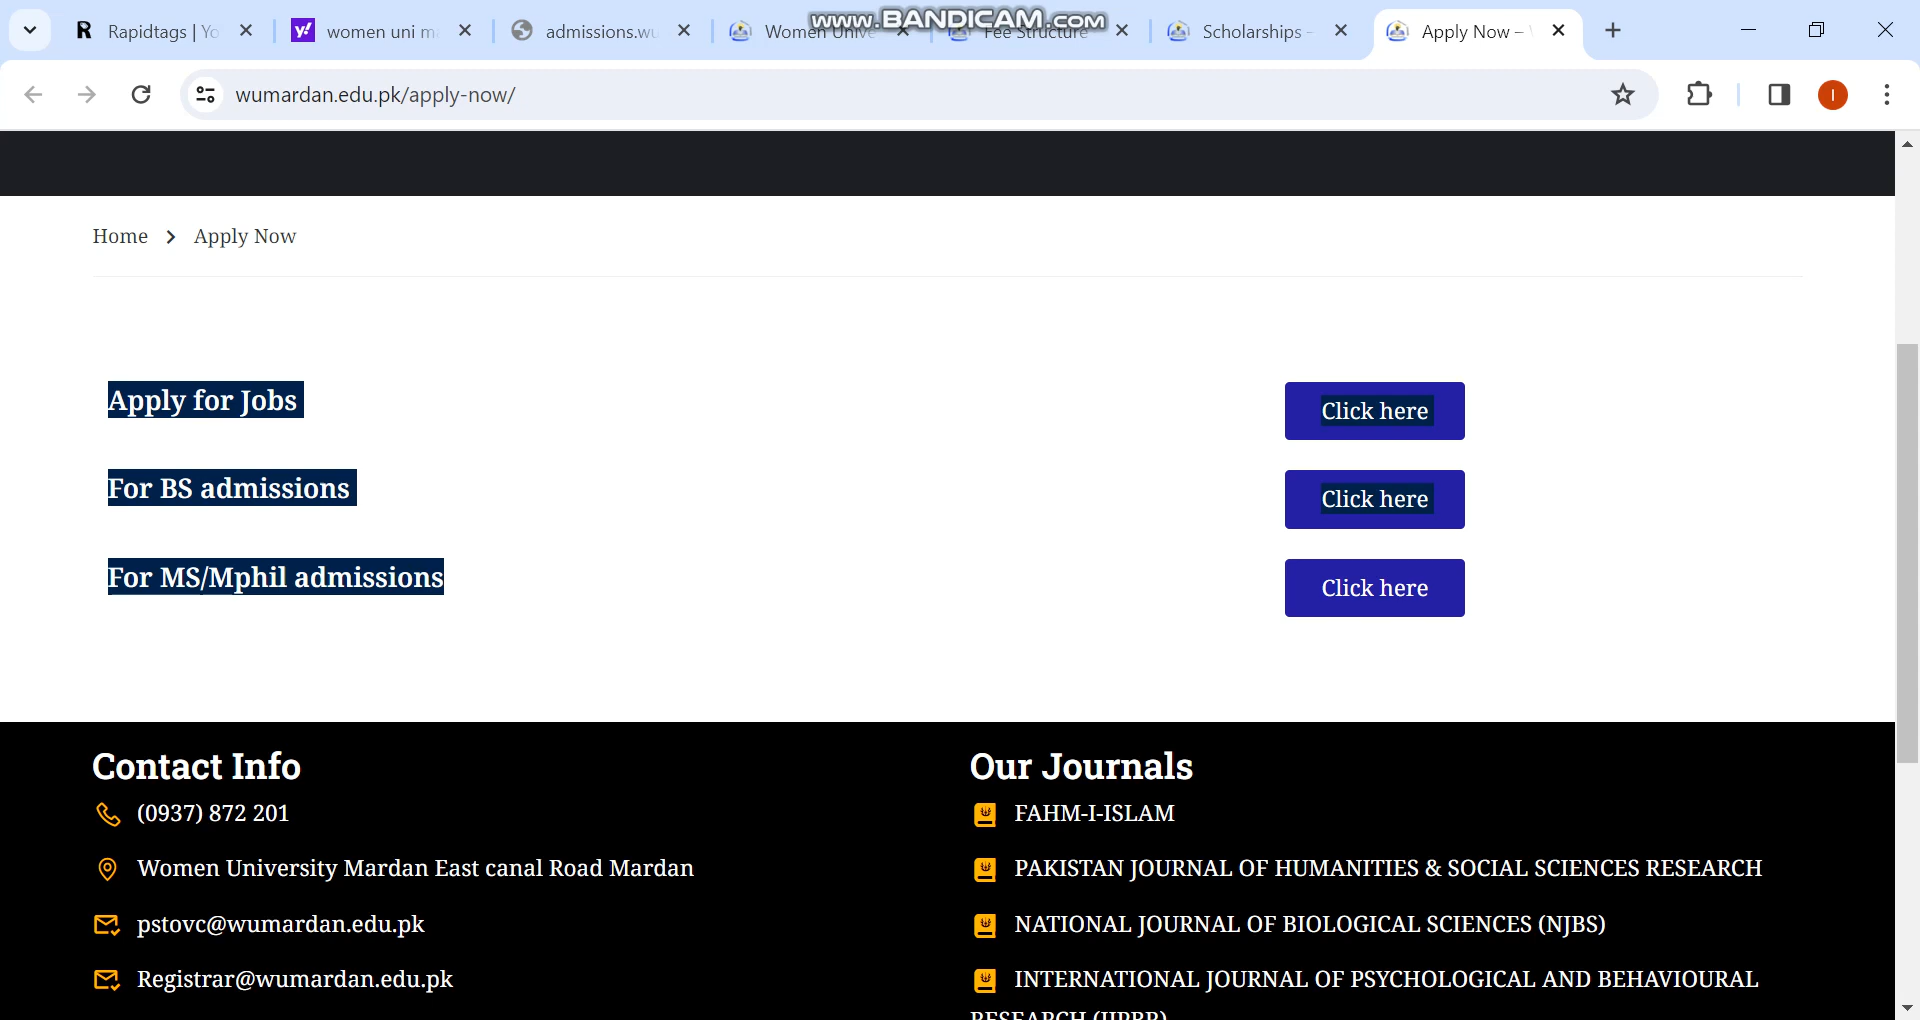 Rapidtags | Yo
women uni m
admissions.wu
Women Unive
Fee Structure
Scholarships -
Apply Now –
www.BANDICAM.com
wumardan.edu.pk/apply-now/
I
Home > Apply Now
Apply for Jobs
Click here
For BS admissions
Click here
For MS/Mphil admissions
Click here
Contact Info
(0937) 872 201
Women University Mardan East canal Road Mardan
pstovc@wumardan.edu.pk
Registrar@wumardan.edu.pk
Our Journals
FAHM-I-ISLAM
PAKISTAN JOURNAL OF HUMANITIES & SOCIAL SCIENCES RESEARCH
NATIONAL JOURNAL OF BIOLOGICAL SCIENCES (NJBS)
INTERNATIONAL JOURNAL OF PSYCHOLOGICAL AND BEHAVIOURAL
RESEARCH (IJPBR)